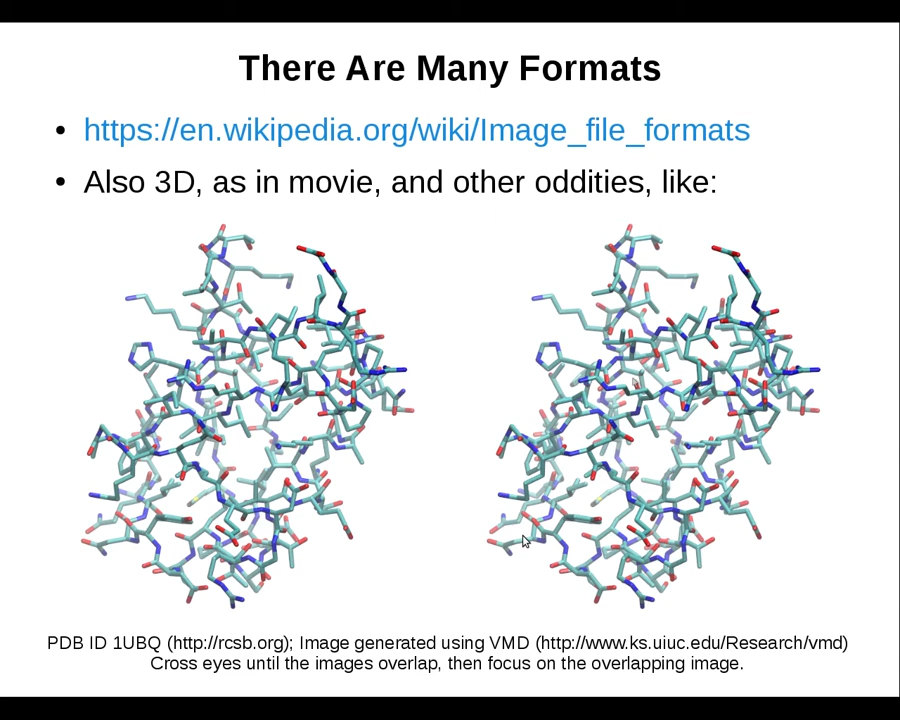 There Are Many Formats
• https://en.wikipedia.org/wiki/Image_file_formats
• Also 3D, as in movie, and other oddities, like:
PDB ID 1UBQ (http://rcsb.org); Image generated using VMD (http://www.ks.uiuc.edu/Research/vmd)
Cross eyes until the images overlap, then focus on the overlapping image.